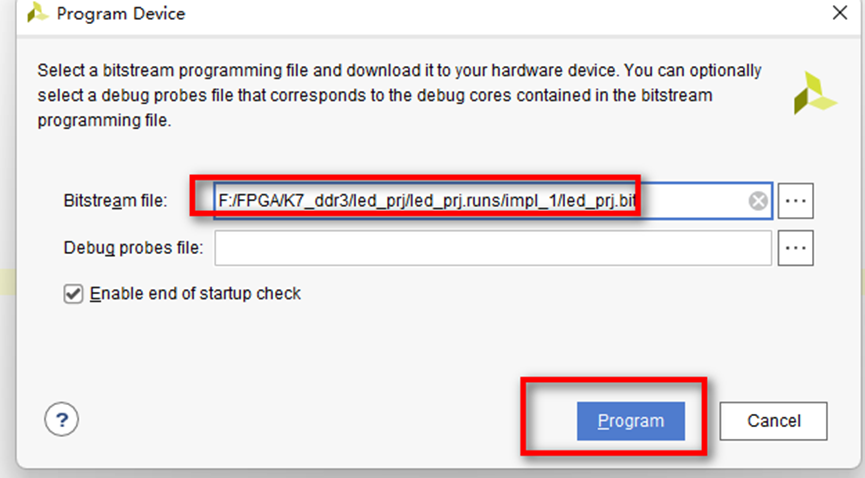 Program Device
Select a bitstream programming file and download it to your hardware device. You can optionally
select a debug probes file that corresponds to the debug cores contained in the bitstream
programming file.
Bitstream file: F:/FPGA/K7_ddr3/led_prj/led_prj.runs/impl_1/led_prj.bit ...
Debug probes file: ...
Enable end of startup check
? Program Cancel